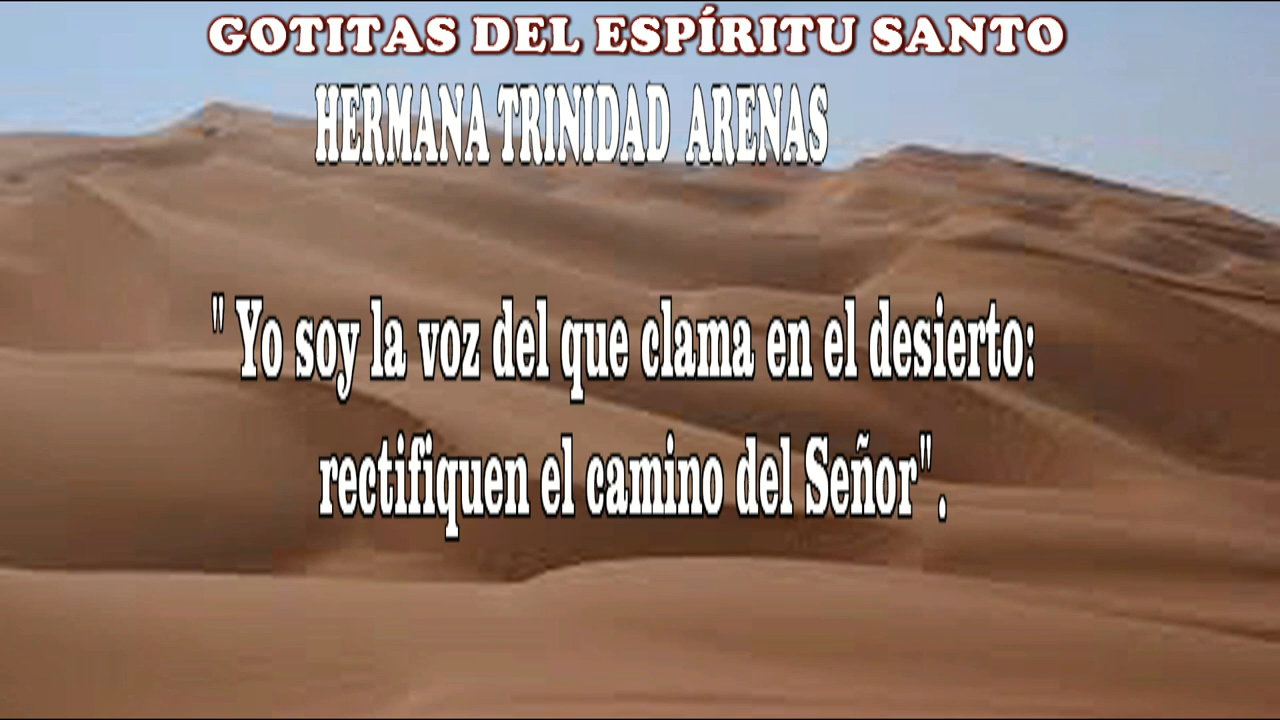 GOTITAS DEL ESPÍRITU SANTO
HERMANA TRINIDAD ARENAS
" Yo soy la voz del que clama en el desierto:
rectifiquen el camino del Señor".